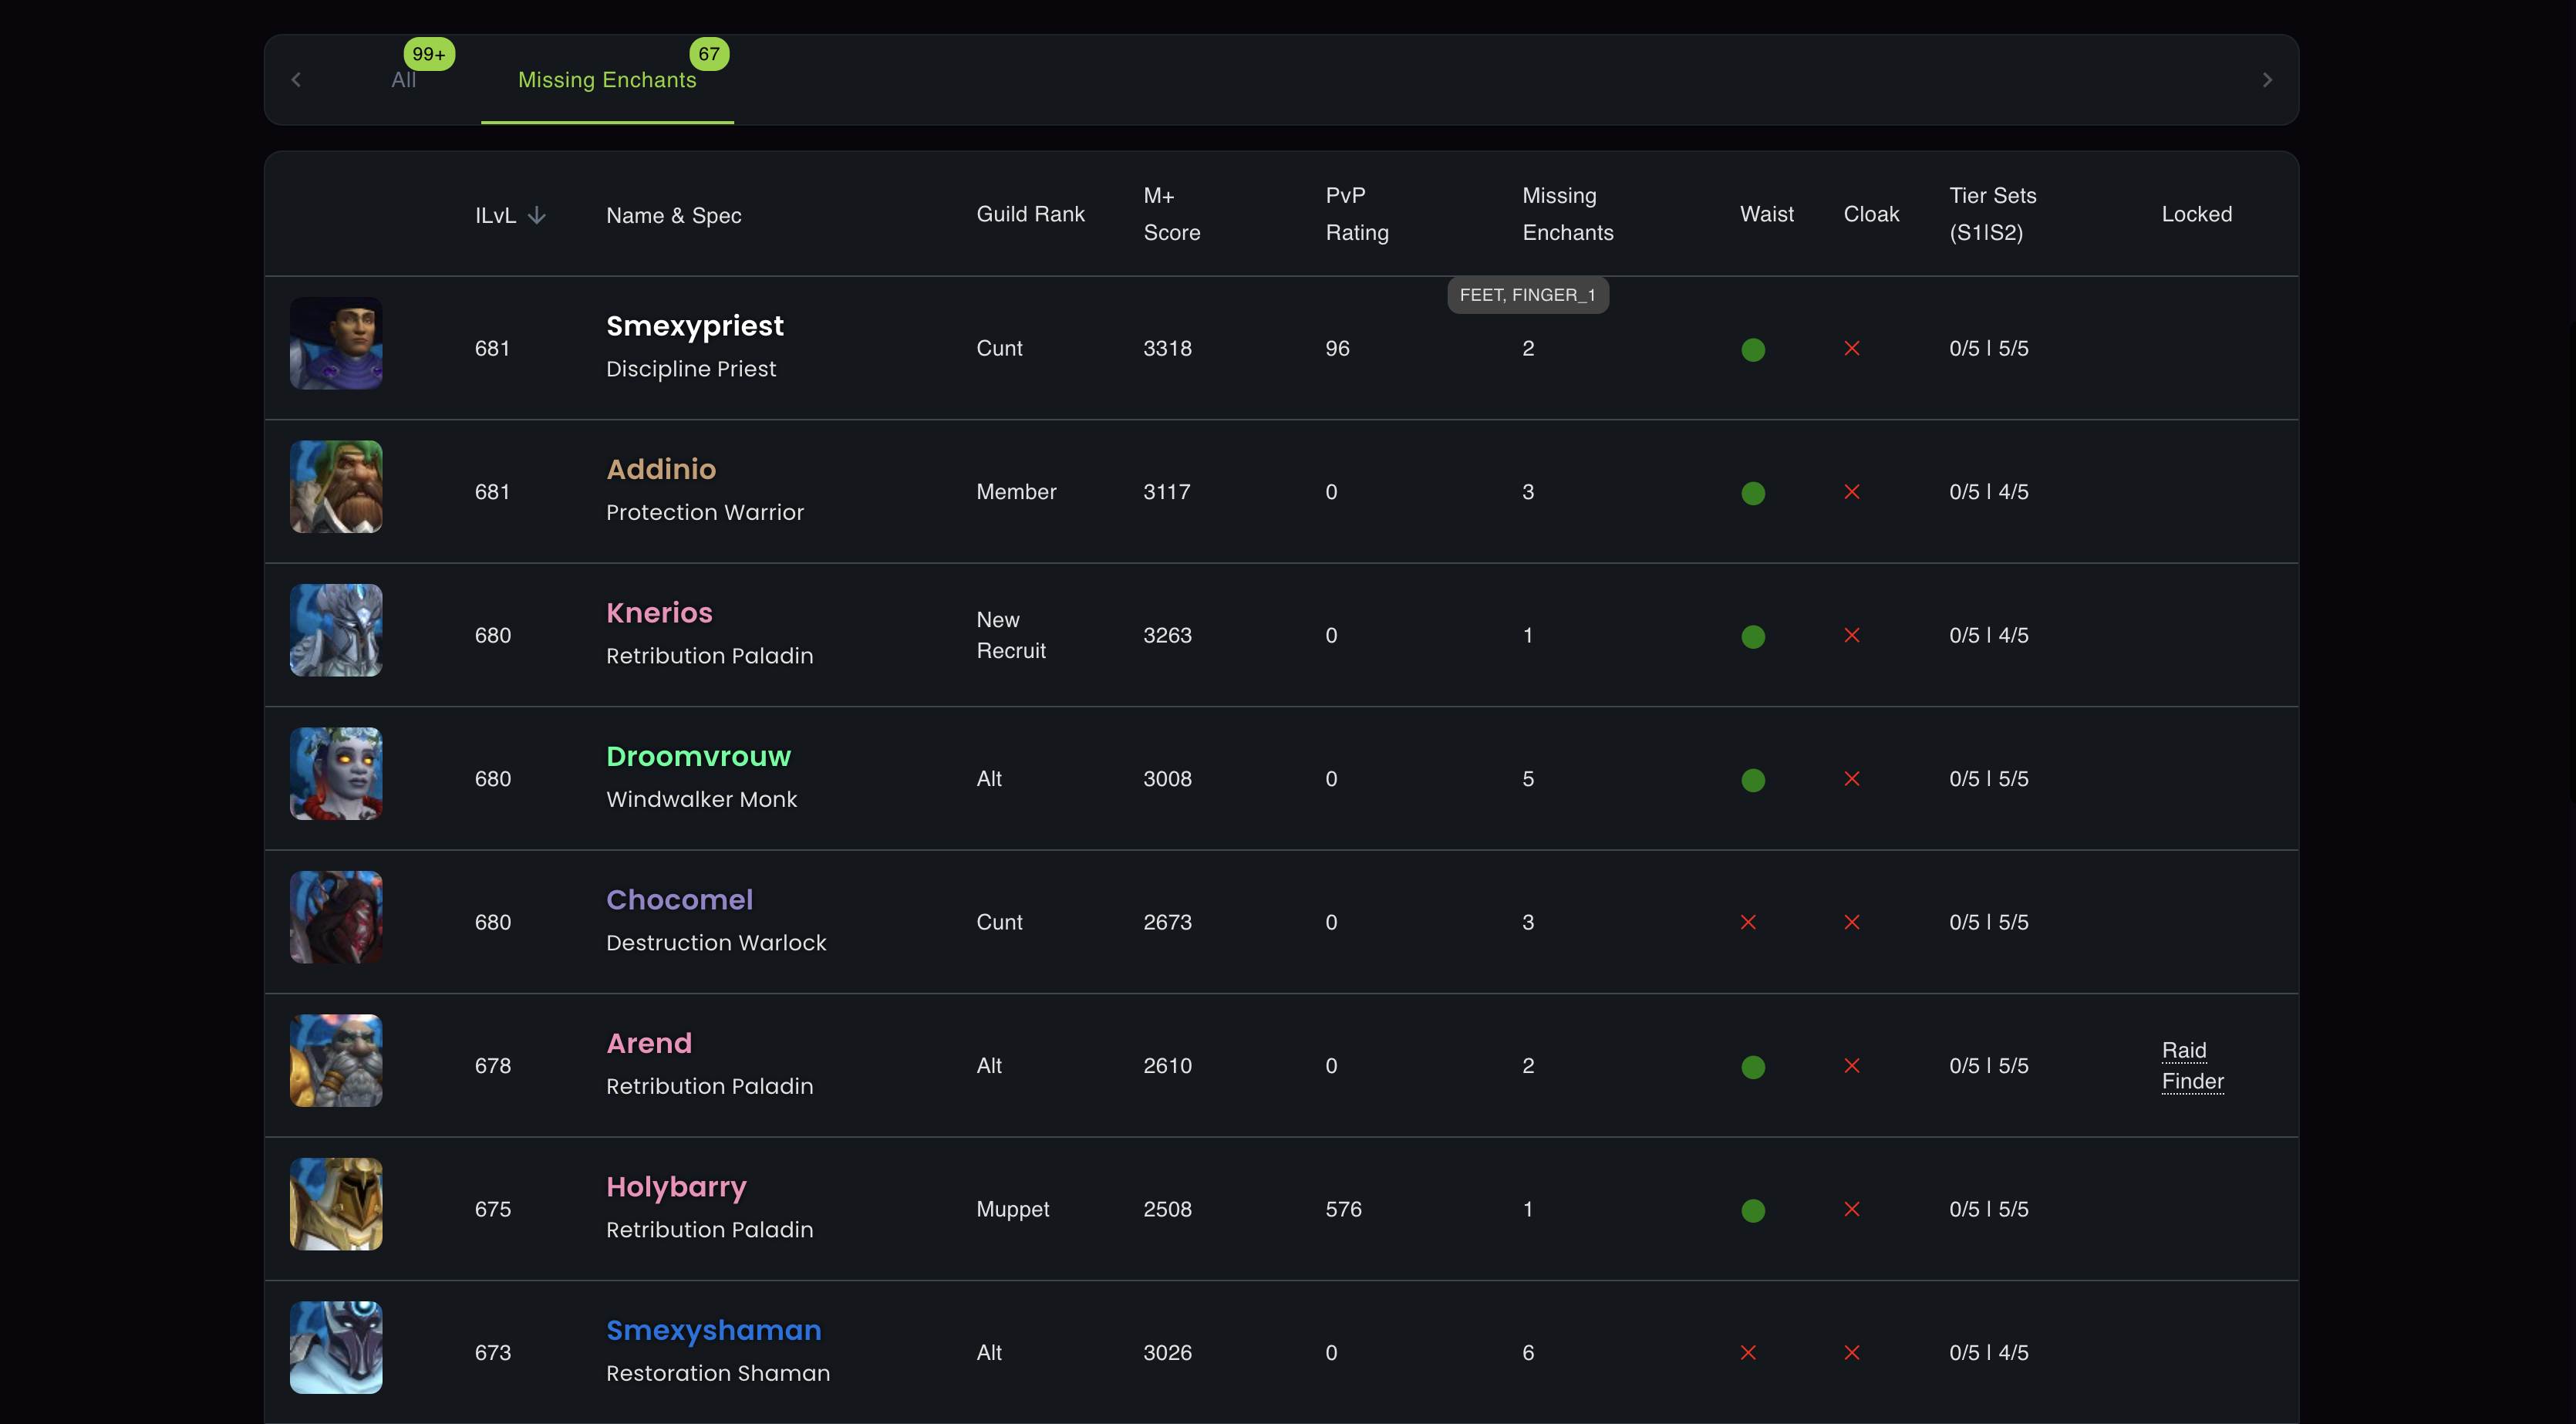 99+
67
All
Missing Enchants
ILvL
Name & Spec
Guild Rank
M+
Score
PvP
Rating
Missing
Enchants
Waist
Cloak
Tier Sets
(S1|S2)
Locked
FEET, FINGER_1
681
Smexypriest
Discipline Priest
Cunt
3318
96
2
0/5 | 5/5
681
Addinio
Protection Warrior
Member
3117
0
3
0/5 | 4/5
680
Knerios
Retribution Paladin
New
Recruit
3263
0
1
0/5 | 4/5
680
Droomvrouw
Windwalker Monk
Alt
3008
0
5
0/5 | 5/5
680
Chocomel
Destruction Warlock
Cunt
2673
0
3
0/5 | 5/5
678
Arend
Retribution Paladin
Alt
2610
0
2
0/5 | 5/5
Raid
Finder
675
Holybarry
Retribution Paladin
Muppet
2508
576
1
0/5 | 5/5
673
Smexyshaman
Restoration Shaman
Alt
3026
0
6
0/5 | 4/5